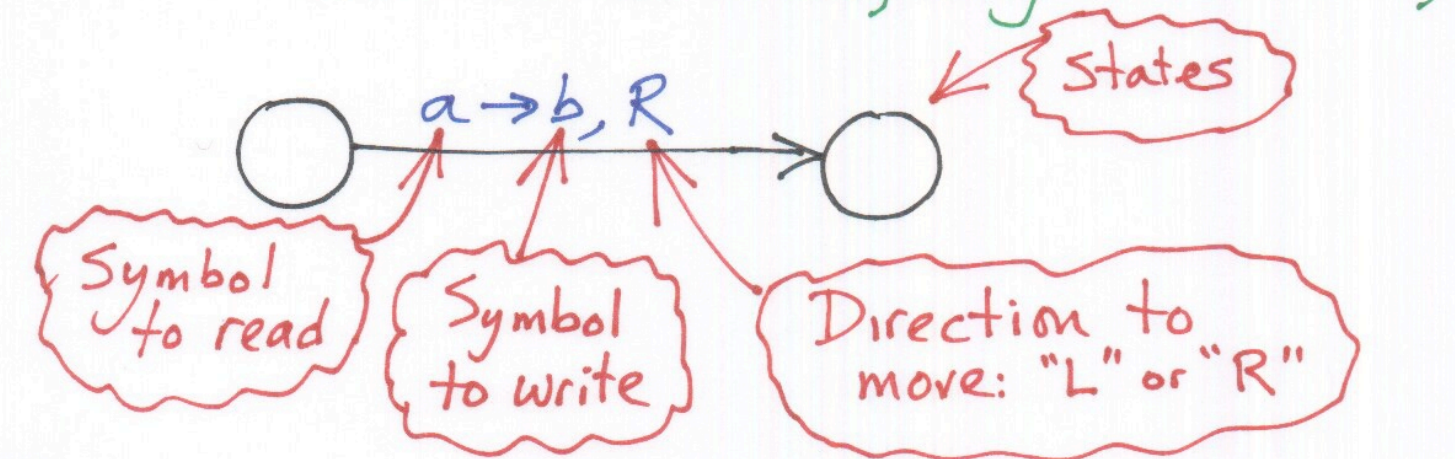 States
a → b, R
Symbol
to read
Symbol
to write
Direction to
move: "L" or "R"